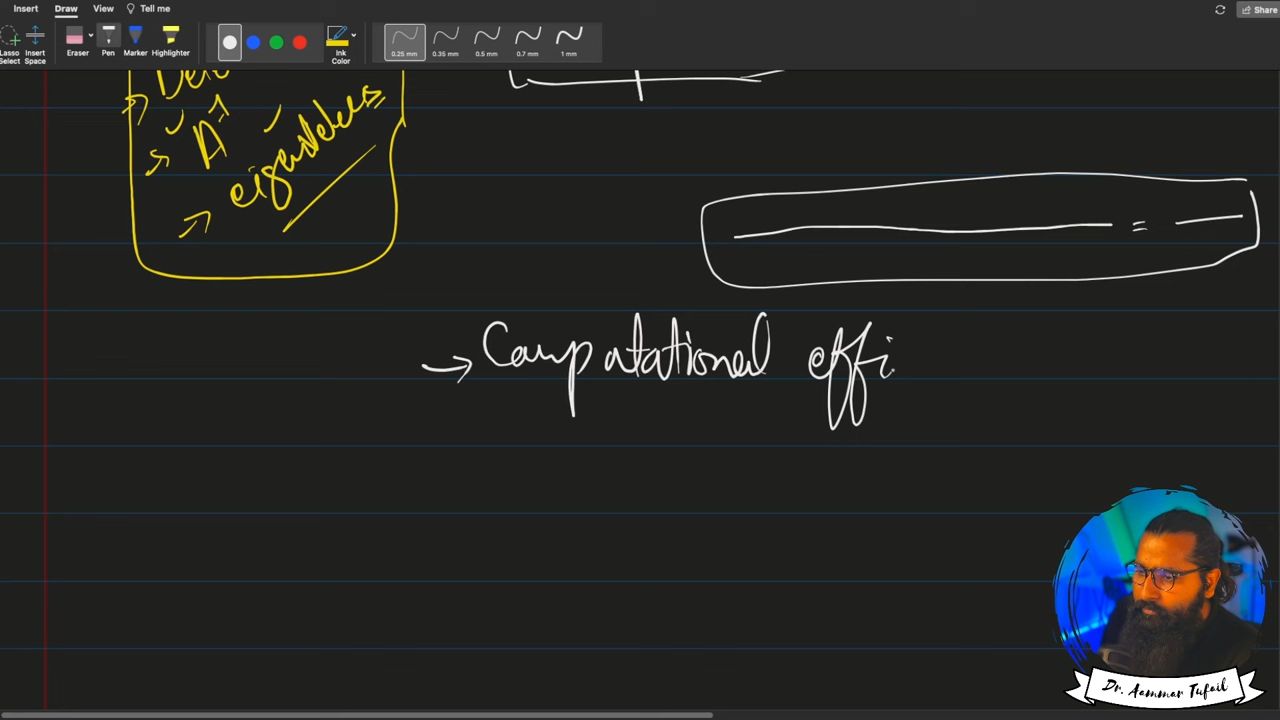 Insert Draw View Tell me
Share
Lasso Select
Insert Space
Eraser
Pen
Marker
Highlighter
Ink Color
0.25 mm
0.35 mm
0.5 mm
0.7 mm
1 mm
→ A⁻¹
→
=
→ Computational effi
Dr. Aammar Tufail